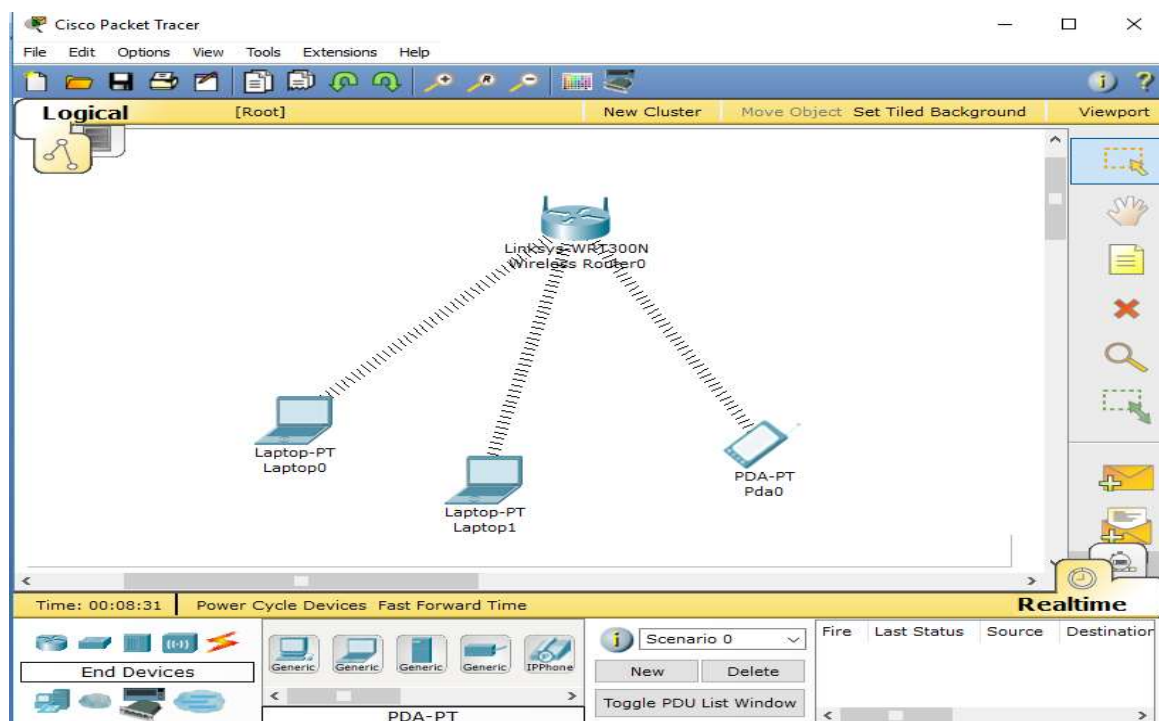 Cisco Packet Tracer
File Edit Options View Tools Extensions Help
Logical [Root] New Cluster Move Object Set Tiled Background Viewport
Linksys-WRT300N
Wireless Router0
Laptop-PT
Laptop0
Laptop-PT
Laptop1
PDA-PT
Pda0
Time: 00:08:31 Power Cycle Devices Fast Forward Time Realtime
End Devices
Generic Generic Generic Generic IPPhone
PDA-PT
Scenario 0
New Delete
Toggle PDU List Window
Fire Last Status Source Destination